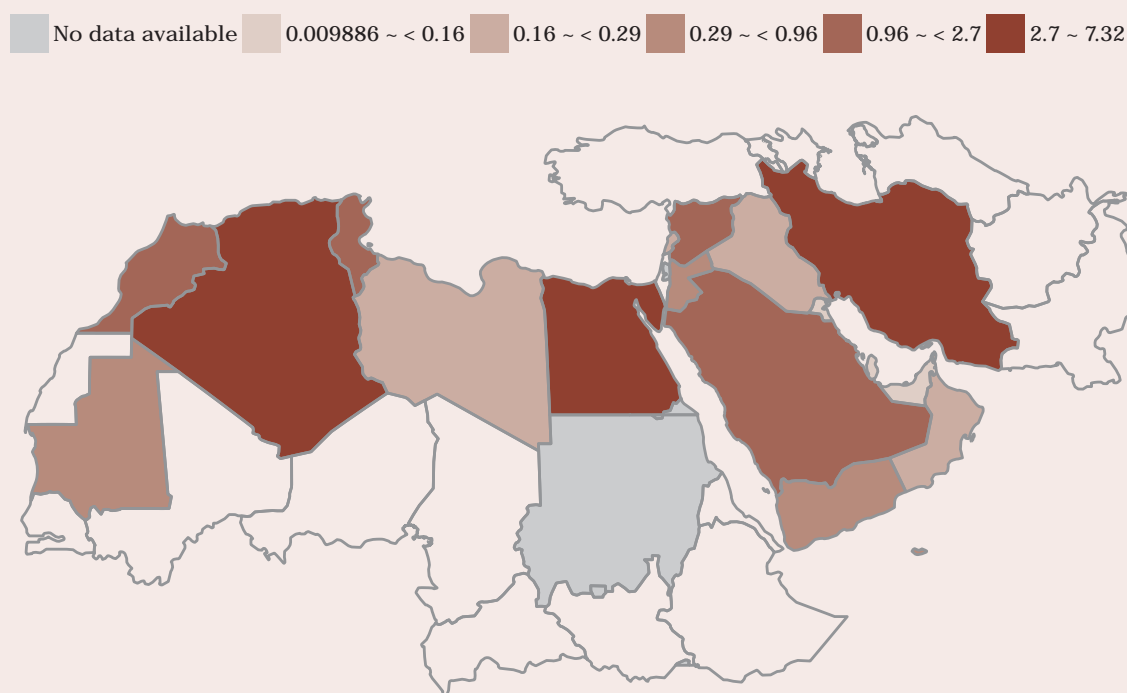 No data available 0.009886 ~ < 0.16 0.16 ~ < 0.29 0.29 ~ < 0.96 0.96 ~ < 2.7 2.7 ~ 7.32